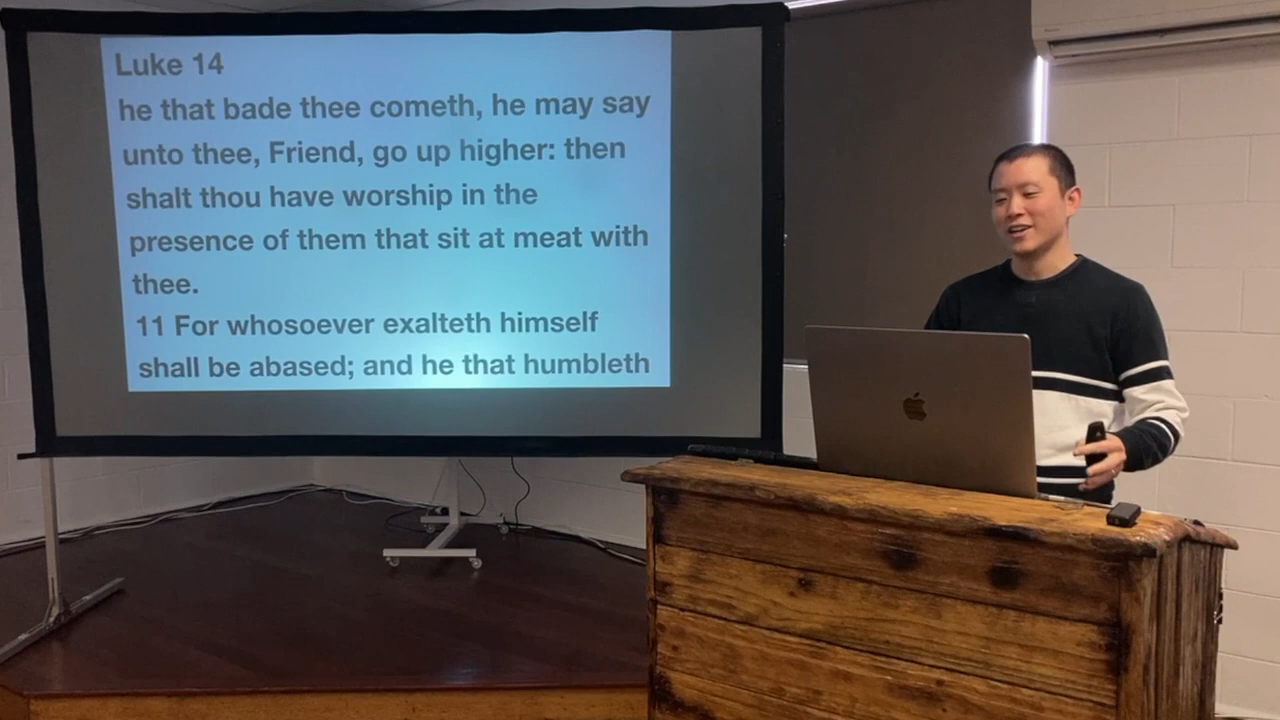 Luke 14
he that bade thee cometh, he may say
unto thee, Friend, go up higher: then
shalt thou have worship in the
presence of them that sit at meat with
thee.
11 For whosoever exalteth himself
shall be abased; and he that humbleth